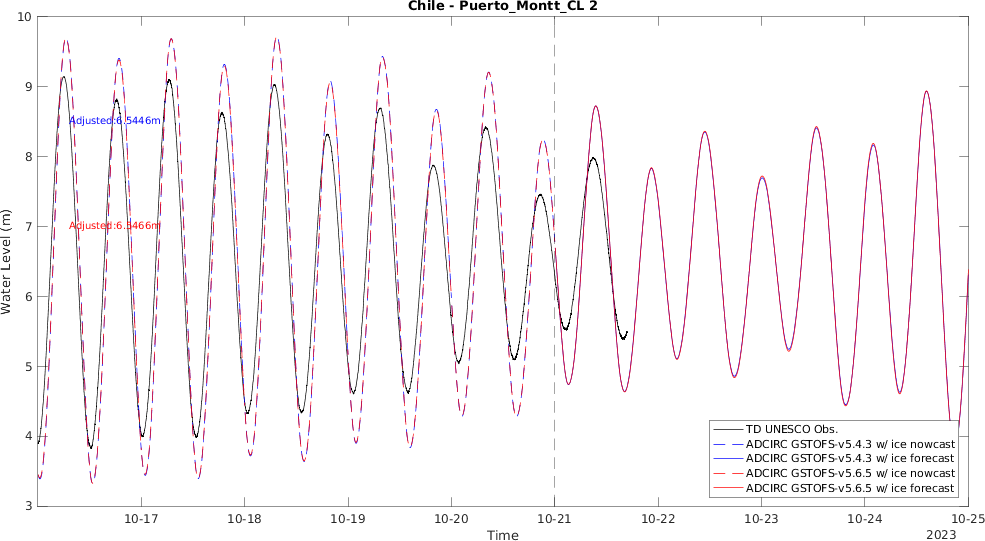 Chile - Puerto_Montt_CL 2
10
9
8
7
6
5
4
3
Water Level (m)
Adjusted:6.5446m
Adjusted:6.5466m
TD UNESCO Obs.
ADCIRC GSTOFS-v5.4.3 w/ ice nowcast
ADCIRC GSTOFS-v5.4.3 w/ ice forecast
ADCIRC GSTOFS-v5.6.5 w/ ice nowcast
ADCIRC GSTOFS-v5.6.5 w/ ice forecast
10-17
10-18
10-19
10-20
10-21
10-22
10-23
10-24
10-25
Time
2023